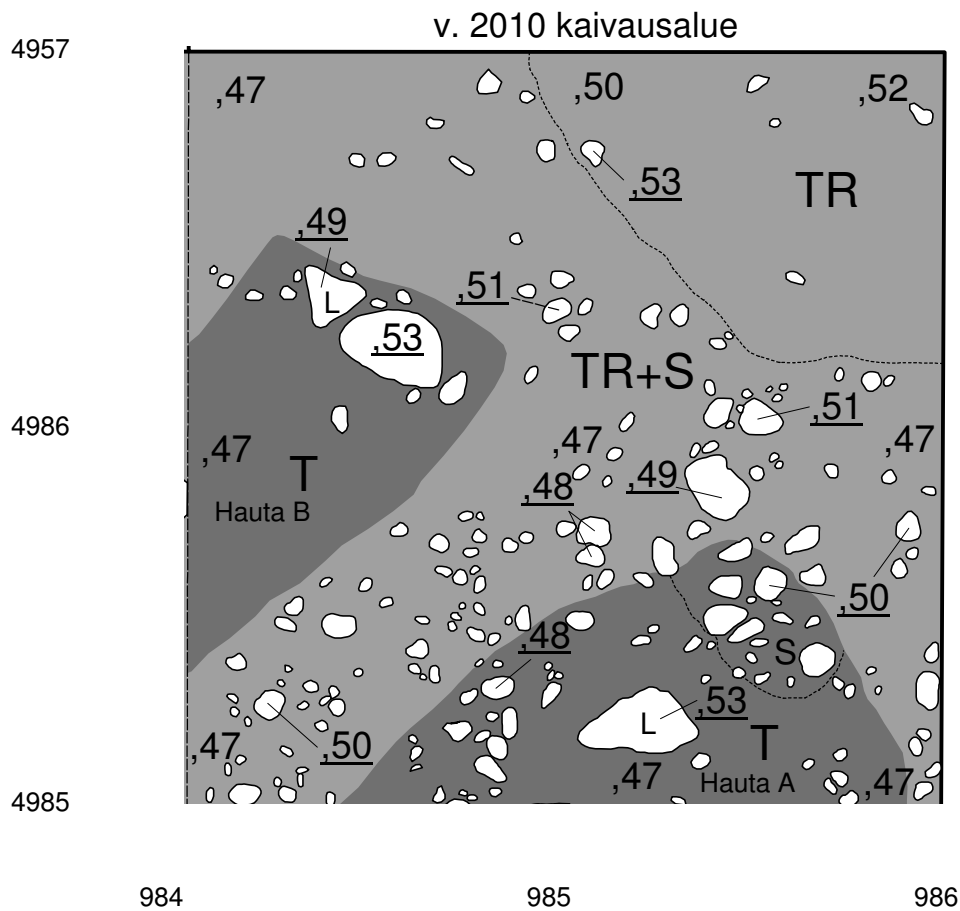 v. 2010 kaivausalue
4957
,47
,50
,52
,53
TR
,49
L
,51
,53
TR+S
4986
,51
,47
,47
,47
T
,49
,48
Hauta B
,50
,48
S
,53
L
,47
,50
T
,47
Hauta A
,47
4985
984
985
986